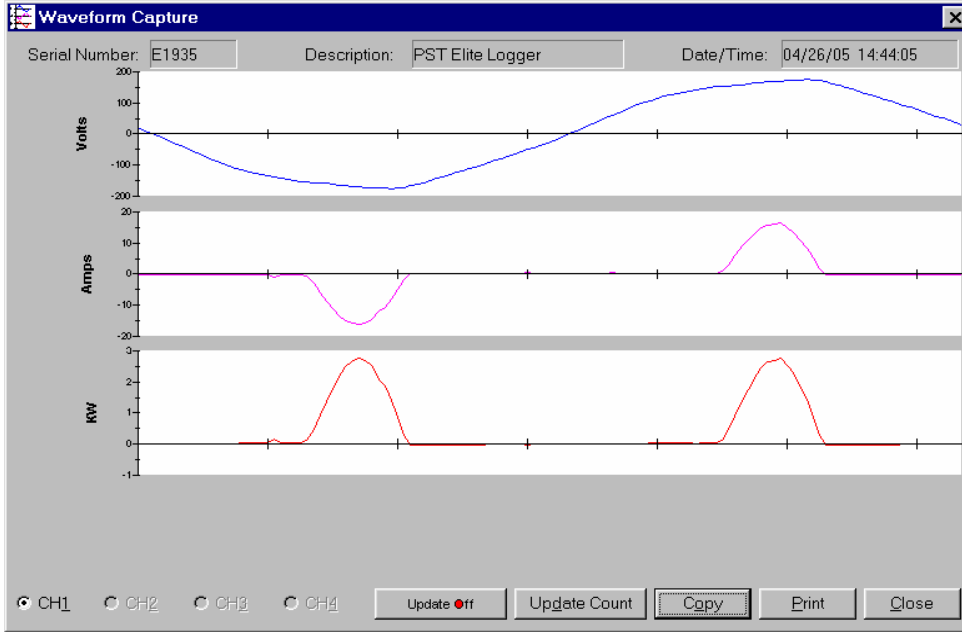 Waveform Capture
Serial Number: E1935 Description: PST Elite Logger Date/Time: 04/26/05 14:44:05
200
100
0
-100
-200
Volts
20
10
0
-10
-20
Amps
3
2
1
0
-1
KW
CH1 CH2 CH3 CH4 Update Off Update Count Copy Print Close